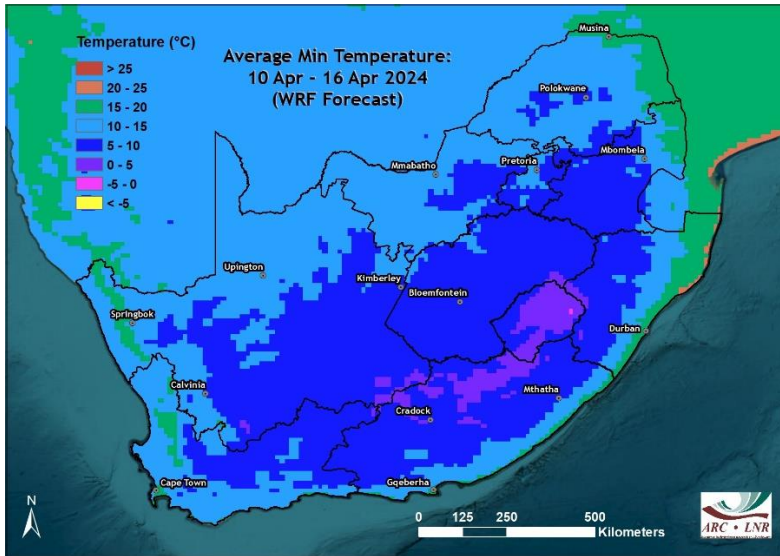 Temperature (°C)
> 25
20 - 25
15 - 20
10 - 15
5 - 10
0 - 5
-5 - 0
< -5
Average Min Temperature:
10 Apr - 16 Apr 2024
(WRF Forecast)
Musina
Polokwane
Mbombela
Pretoria
Mmabatho
Upington
Kimberley
Bloemfontein
Springbok
Durban
Calvinia
Mthatha
Cradock
Cape Town
Gqeberha
N
0 125 250 500
Kilometers
ARC • LNR